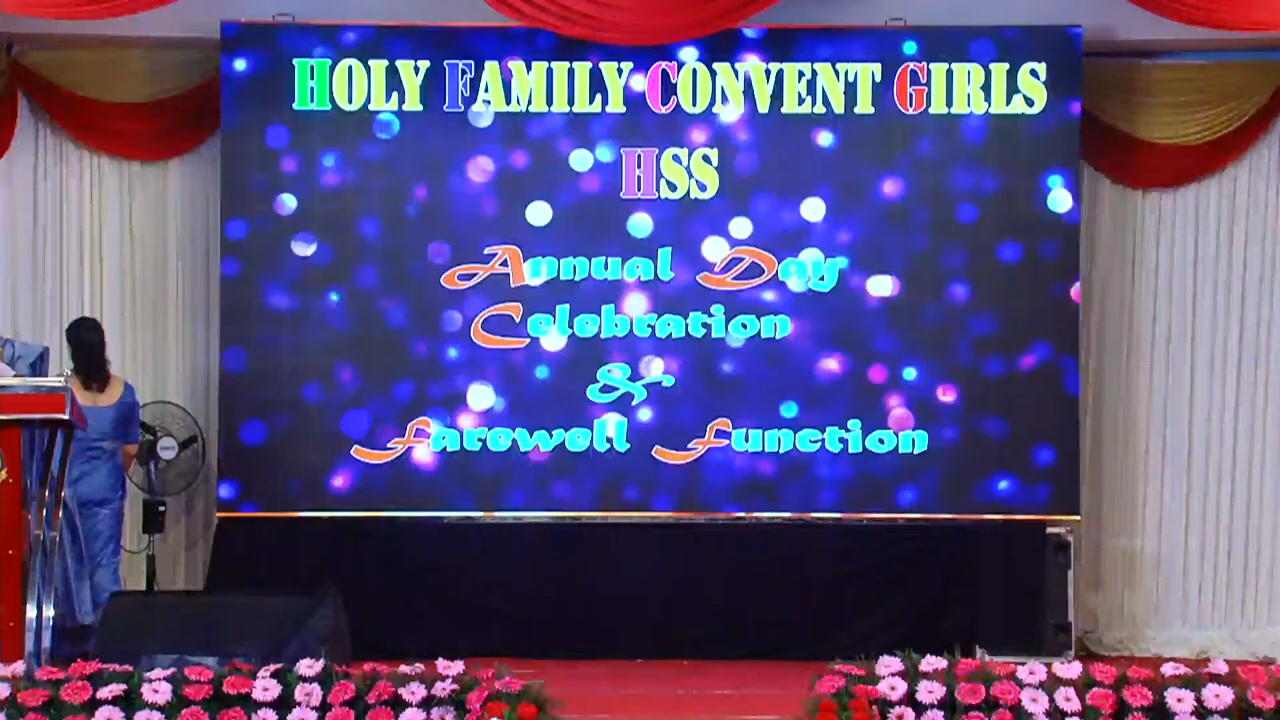 HOLY FAMILY CONVENT GIRLS
HSS
Annual Day
Celebration
&
Farewell Function